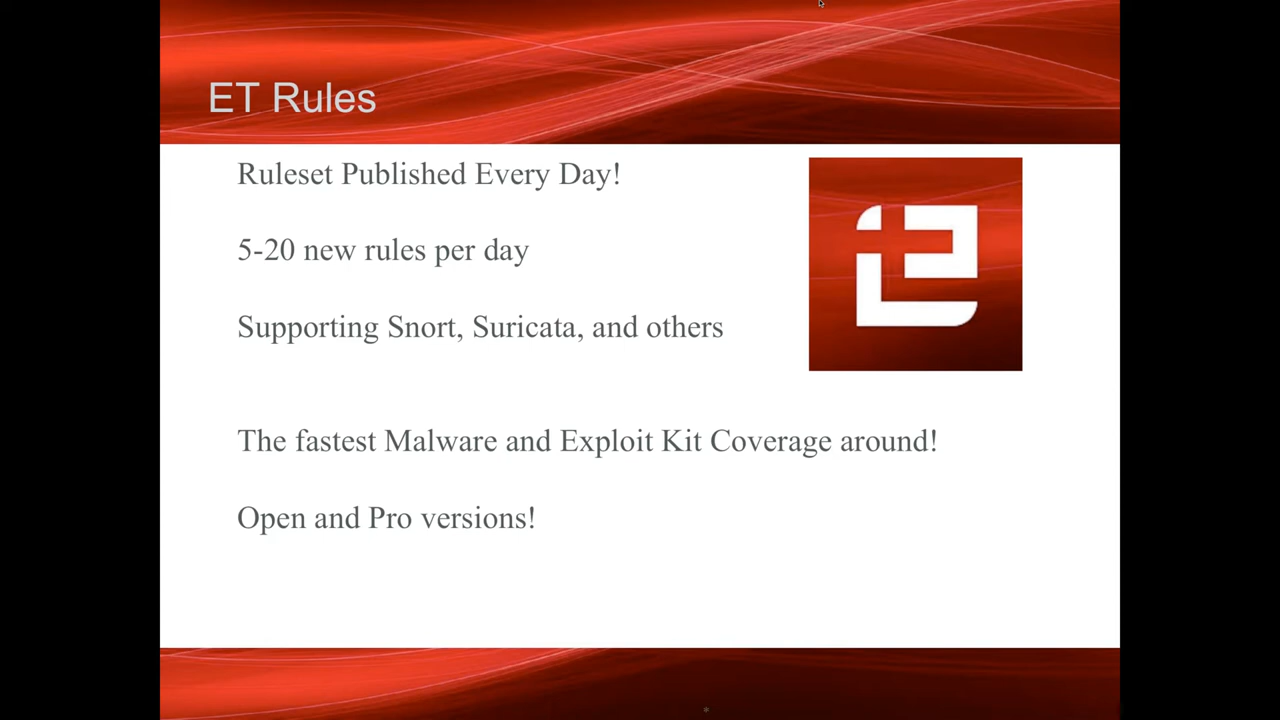 ET Rules
Ruleset Published Every Day!
5-20 new rules per day
Supporting Snort, Suricata, and others
The fastest Malware and Exploit Kit Coverage around!
Open and Pro versions!